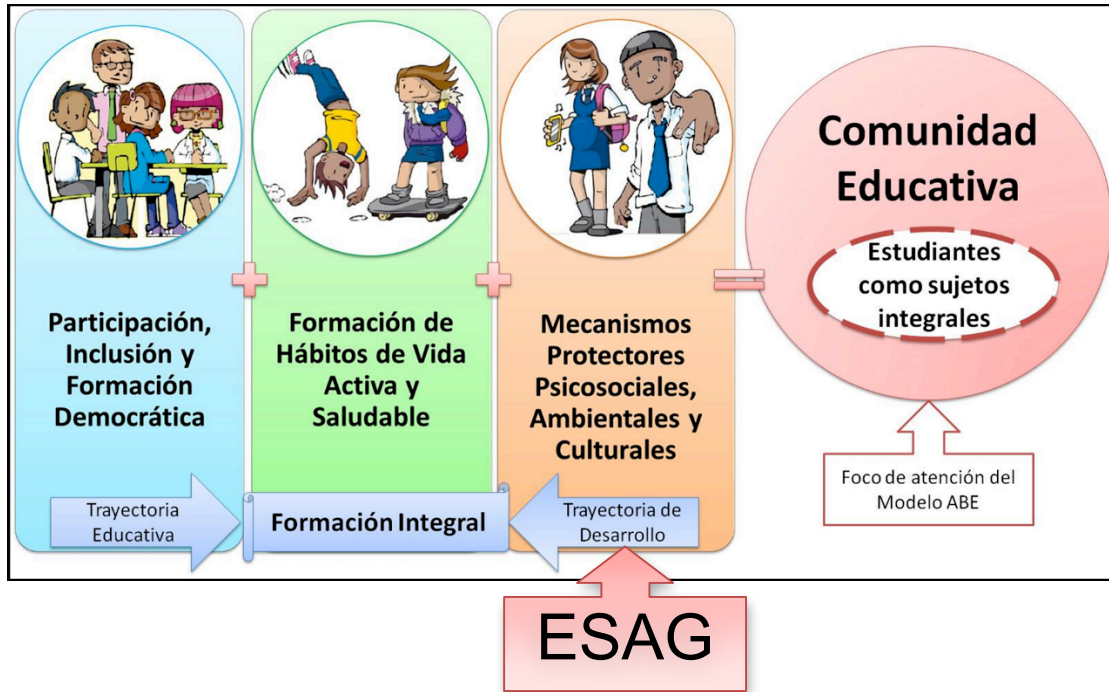 Participación,
Inclusión y
Formación
Democrática
Formación de
Hábitos de Vida
Activa y
Saludable
Mecanismos
Protectores
Psicosociales,
Ambientales y
Culturales
Comunidad
Educativa
Estudiantes
como sujetos
integrales
Trayectoria
Educativa
Formación Integral
Trayectoria de
Desarrollo
Foco de atención del
Modelo ABE
ESAG